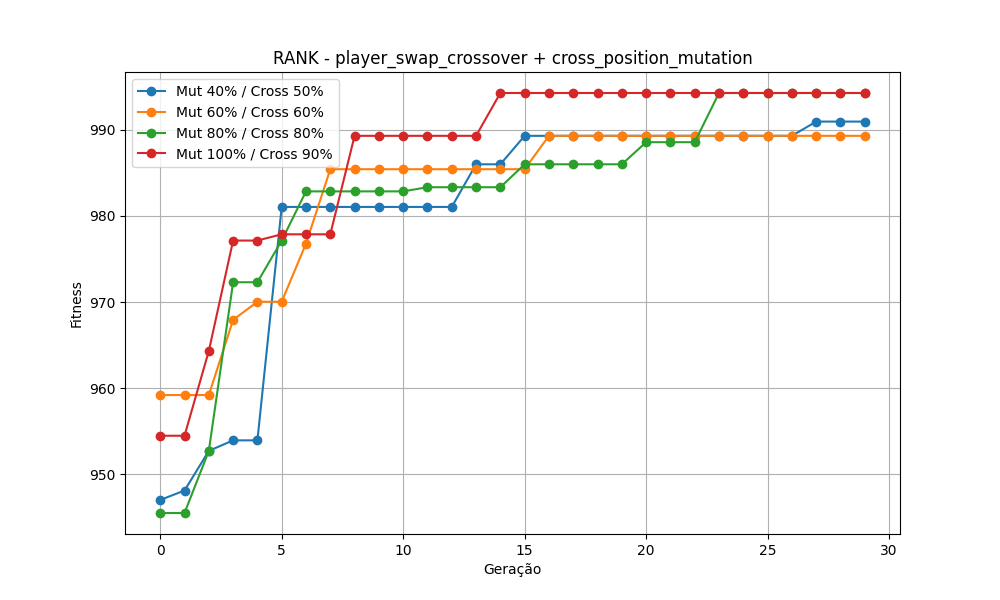 RANK - player_swap_crossover + cross_position_mutation
Mut 40% / Cross 50%
Mut 60% / Cross 60%
Mut 80% / Cross 80%
Mut 100% / Cross 90%
Fitness
990
980
970
960
950
0 5 10 15 20 25 30
Geração